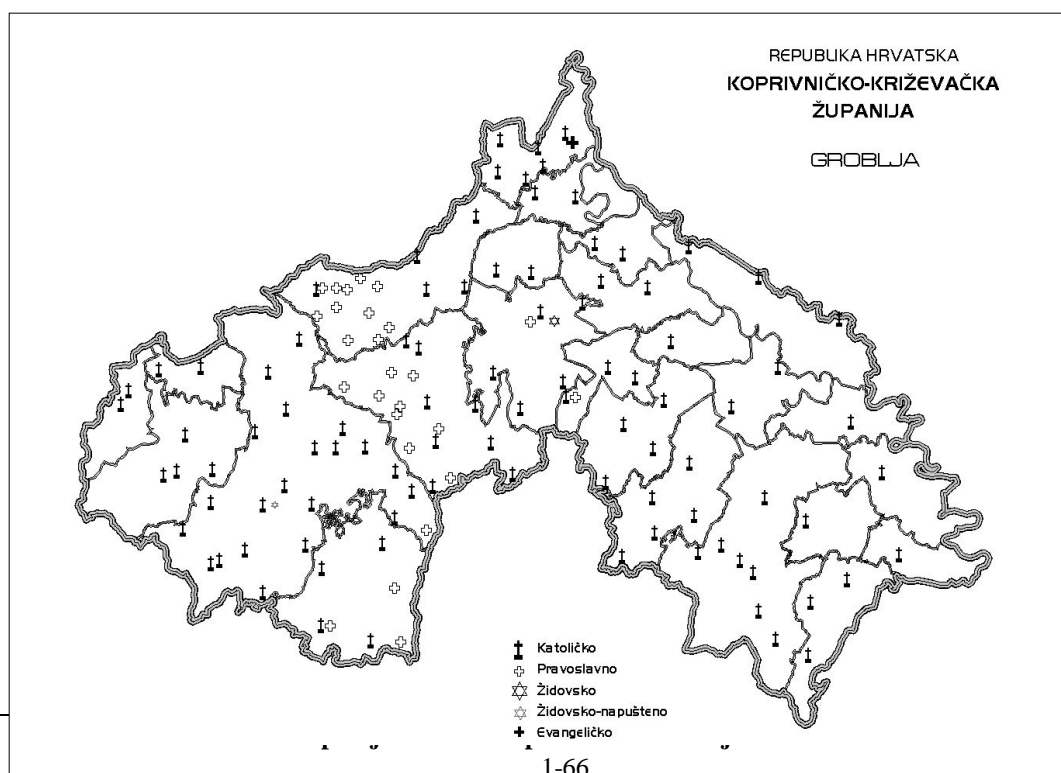 REPUBLIKA HRVATSKA
KOPRIVNIČKO-KRIŽEVAČKA
ŽUPANIJA
GROBLJA
Katoličko
Pravoslavno
Židovsko
Židovsko-napušteno
Evangeličko
1-66